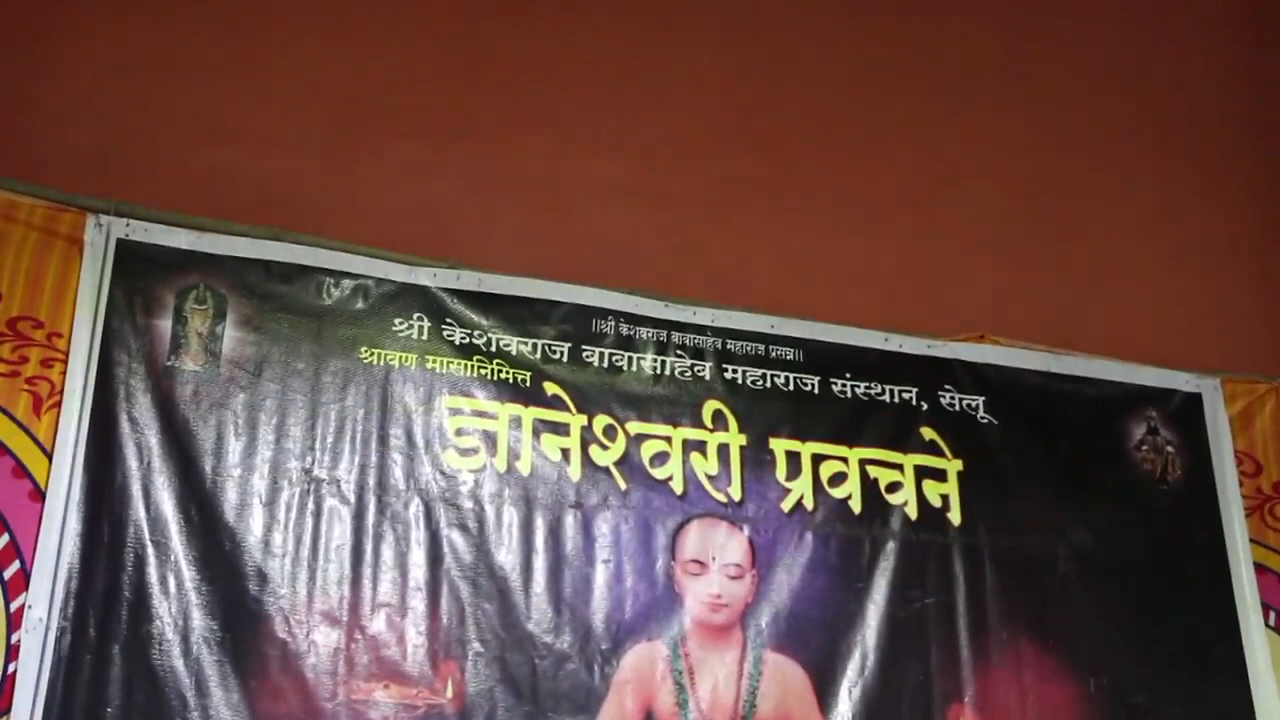 ||श्री केशवराज बाबासाहेब महाराज प्रसन्न||
श्री केशवराज बाबासाहेब महाराज संस्थान, सेलू
श्रावण मासानिमित्त
ज्ञानेश्वरी प्रवचने